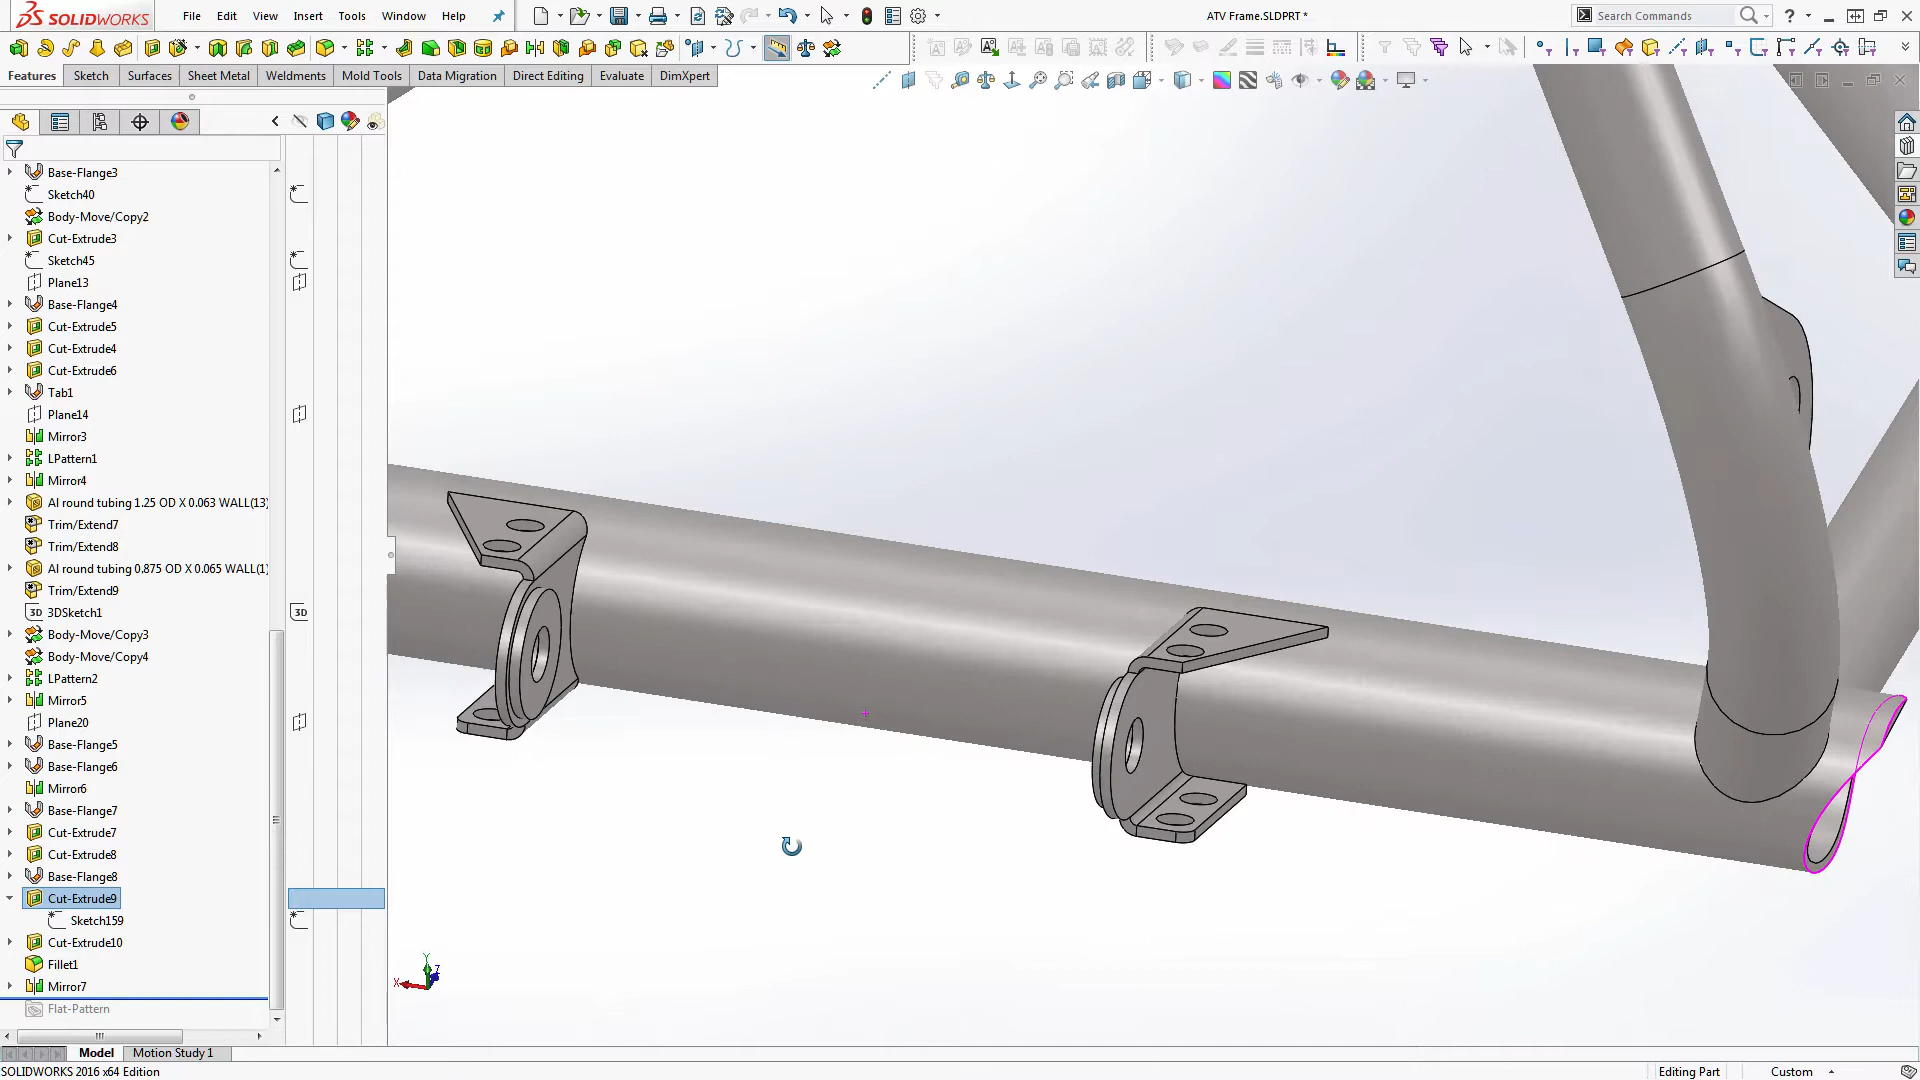 SOLIDWORKS
File Edit View Insert Tools Window Help
ATV Frame.SLDPRT *
Search Commands
Features Sketch Surfaces Sheet Metal Weldments Mold Tools Data Migration Direct Editing Evaluate DimXpert
Base-Flange3
Sketch40
Body-Move/Copy2
Cut-Extrude3
Sketch45
Plane13
Base-Flange4
Cut-Extrude5
Cut-Extrude4
Cut-Extrude6
Tab1
Plane14
Mirror3
LPattern1
Mirror4
Al round tubing 1.25 OD X 0.063 WALL(13)
Trim/Extend7
Trim/Extend8
Al round tubing 0.875 OD X 0.065 WALL(1)
Trim/Extend9
3D 3DSketch1 3D
Body-Move/Copy3
Body-Move/Copy4
LPattern2
Mirror5
Plane20
Base-Flange5
Base-Flange6
Mirror6
Base-Flange7
Cut-Extrude7
Cut-Extrude8
Base-Flange8
Cut-Extrude9
Sketch159
Cut-Extrude10
Fillet1
Mirror7
Flat-Pattern
Y
Z
X
Model Motion Study 1
SOLIDWORKS 2016 x64 Edition
Editing Part Custom